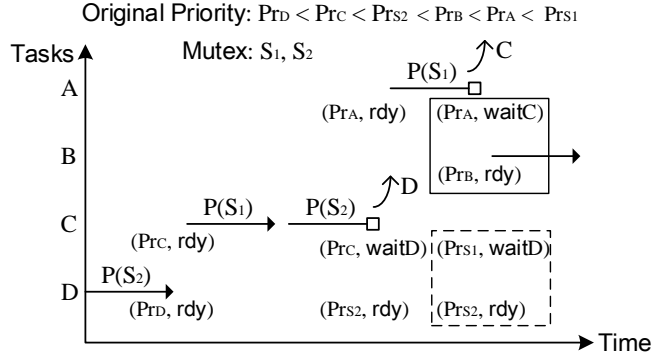 Original Priority: PrD < PrC < PrS2 < PrB < PrA < PrS1
Tasks
Mutex: S1, S2
C
P(S1)
A
(PrA, rdy) (PrA, waitC)
B
(PrB, rdy)
D
P(S1) P(S2)
C
(PrC, rdy) (PrC, waitD) (PrS1, waitD)
P(S2)
D
(PrD, rdy) (PrS2, rdy) (PrS2, rdy)
Time